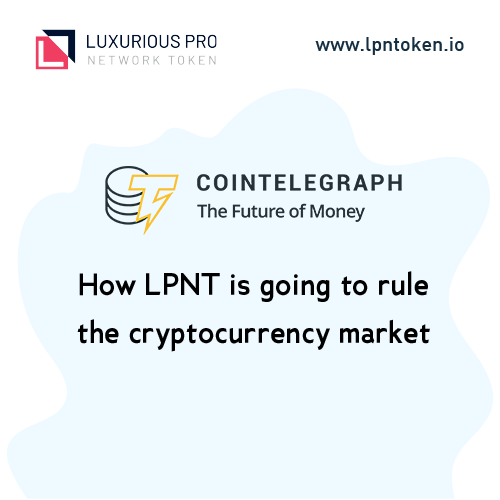 LUXURIOUS PRO
NETWORK TOKEN
www.lpntoken.io
COINTELEGRAPH
The Future of Money
How LPNT is going to rule
the cryptocurrency market